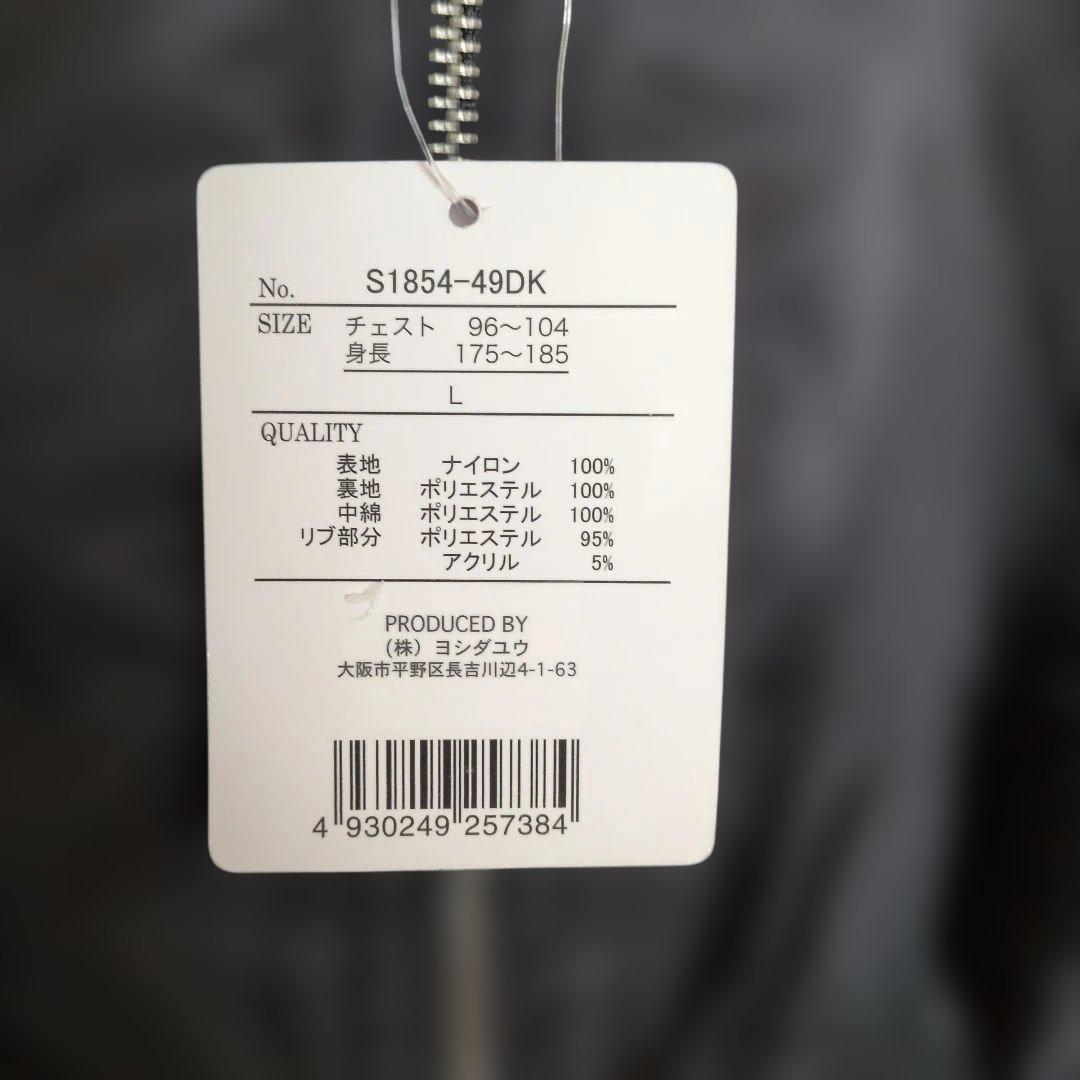 No. S1854-49DK
SIZE チェスト 96～104
身長 175～185
L
QUALITY
表地 ナイロン 100%
裏地 ポリエステル 100%
中綿 ポリエステル 100%
リブ部分 ポリエステル 95%
アクリル 5%
PRODUCED BY
(株) ヨシダユウ
大阪市平野区長吉川辺4-1-63
4 930249 257384